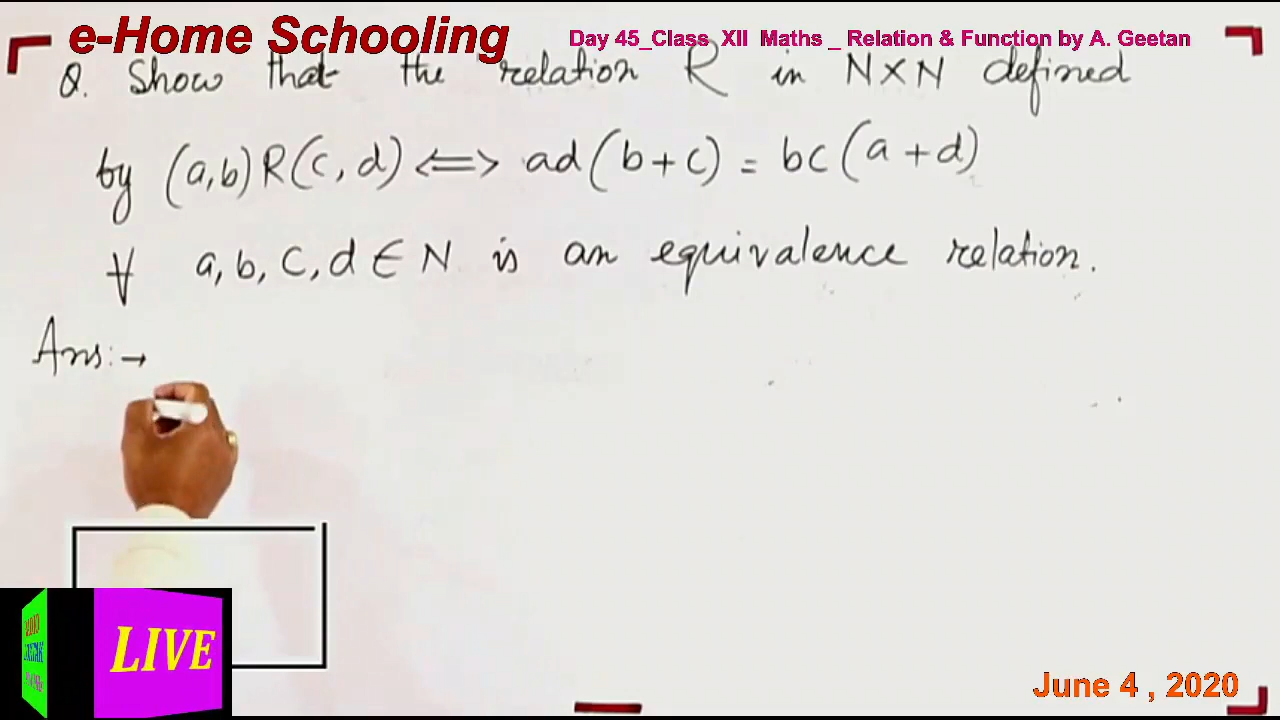 e-Home Schooling
Day 45_Class XII Maths _ Relation & Function by A. Geetan
Q. Show that the relation R in N×N defined
by (a,b)R(c,d) ⟺ ad(b+c) = bc(a+d)
∀ a,b,c,d ∈ N is an equivalence relation.
Ans:→
LIVE
June 4 , 2020